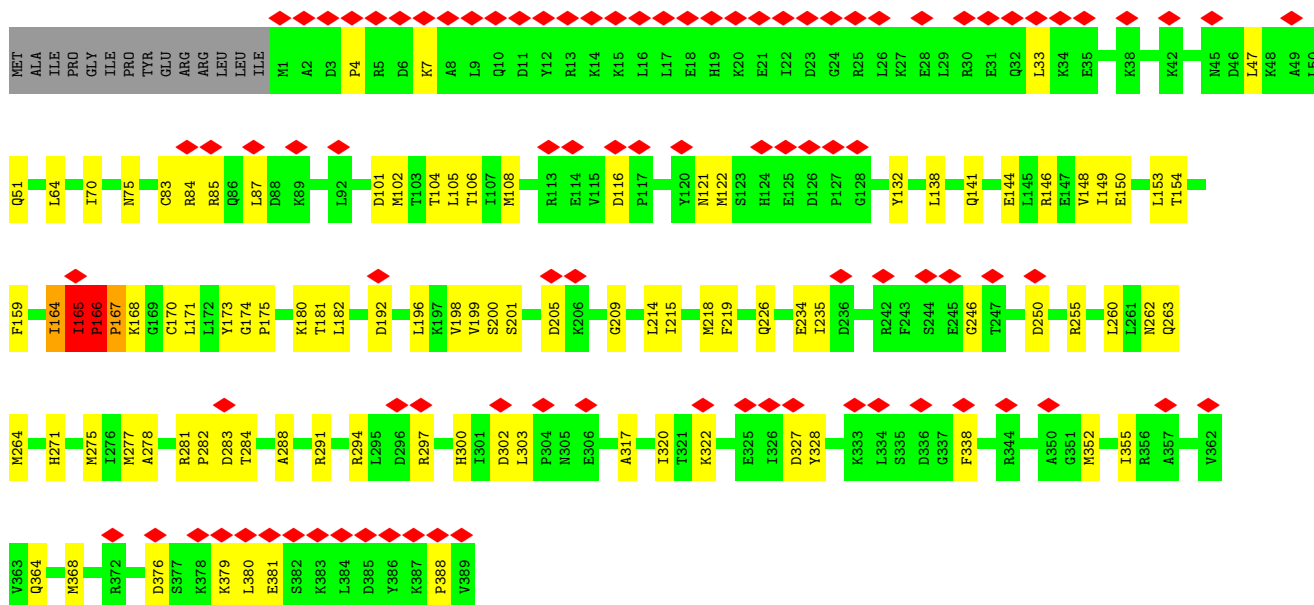 MET ALA ILE PRO GLY ILE PRO TYR GLU ARG ARG LEU LEU ILE M1 A2 D3 P4 R5 D6 K7 A8 L9 Q10 D11 Y12 R13 K14 K15 L16 L17 E18 H19 K20 E21 I22 D23 G24 R25 L26 K27 E28 L29 R30 E31 Q32 L33 K34 E35 K38 K42 N45 D46 L47 K48 A49 L50
Q51 L64 I70 N75 C83 R84 R85 Q86 L87 D88 K89 L92 D101 M102 T103 T104 L105 T106 I107 M108 R113 E114 V115 D116 P117 Y120 N121 M122 S123 H124 E125 D126 P127 G128 Y132 L138 Q141 E144 L145 R146 E147 V148 I149 E150 L153 T154
F159 I164 I165 P166 P167 K168 G169 C170 L171 L172 Y173 G174 P175 K180 T181 L182 D192 L196 K197 V198 V199 S200 S201 D205 K206 G209 L214 I215 M218 F219 Q226 E234 I235 D236 R242 F243 S244 E245 G246 T247 D250 R255 L260 L261 N262 Q263
M264 H271 M275 I276 M277 A278 R281 P282 D283 T284 A288 R291 R294 L295 D296 R297 H300 I301 D302 L303 P304 N305 E306 A317 I320 T321 K322 E325 I326 D327 Y328 K333 L334 S335 D336 G337 F338 R344 A350 G351 M352 I355 R356 A357 V362
V363 Q364 M368 R372 D376 S377 K378 K379 L380 E381 S382 K383 L384 D385 Y386 K387 P388 V389